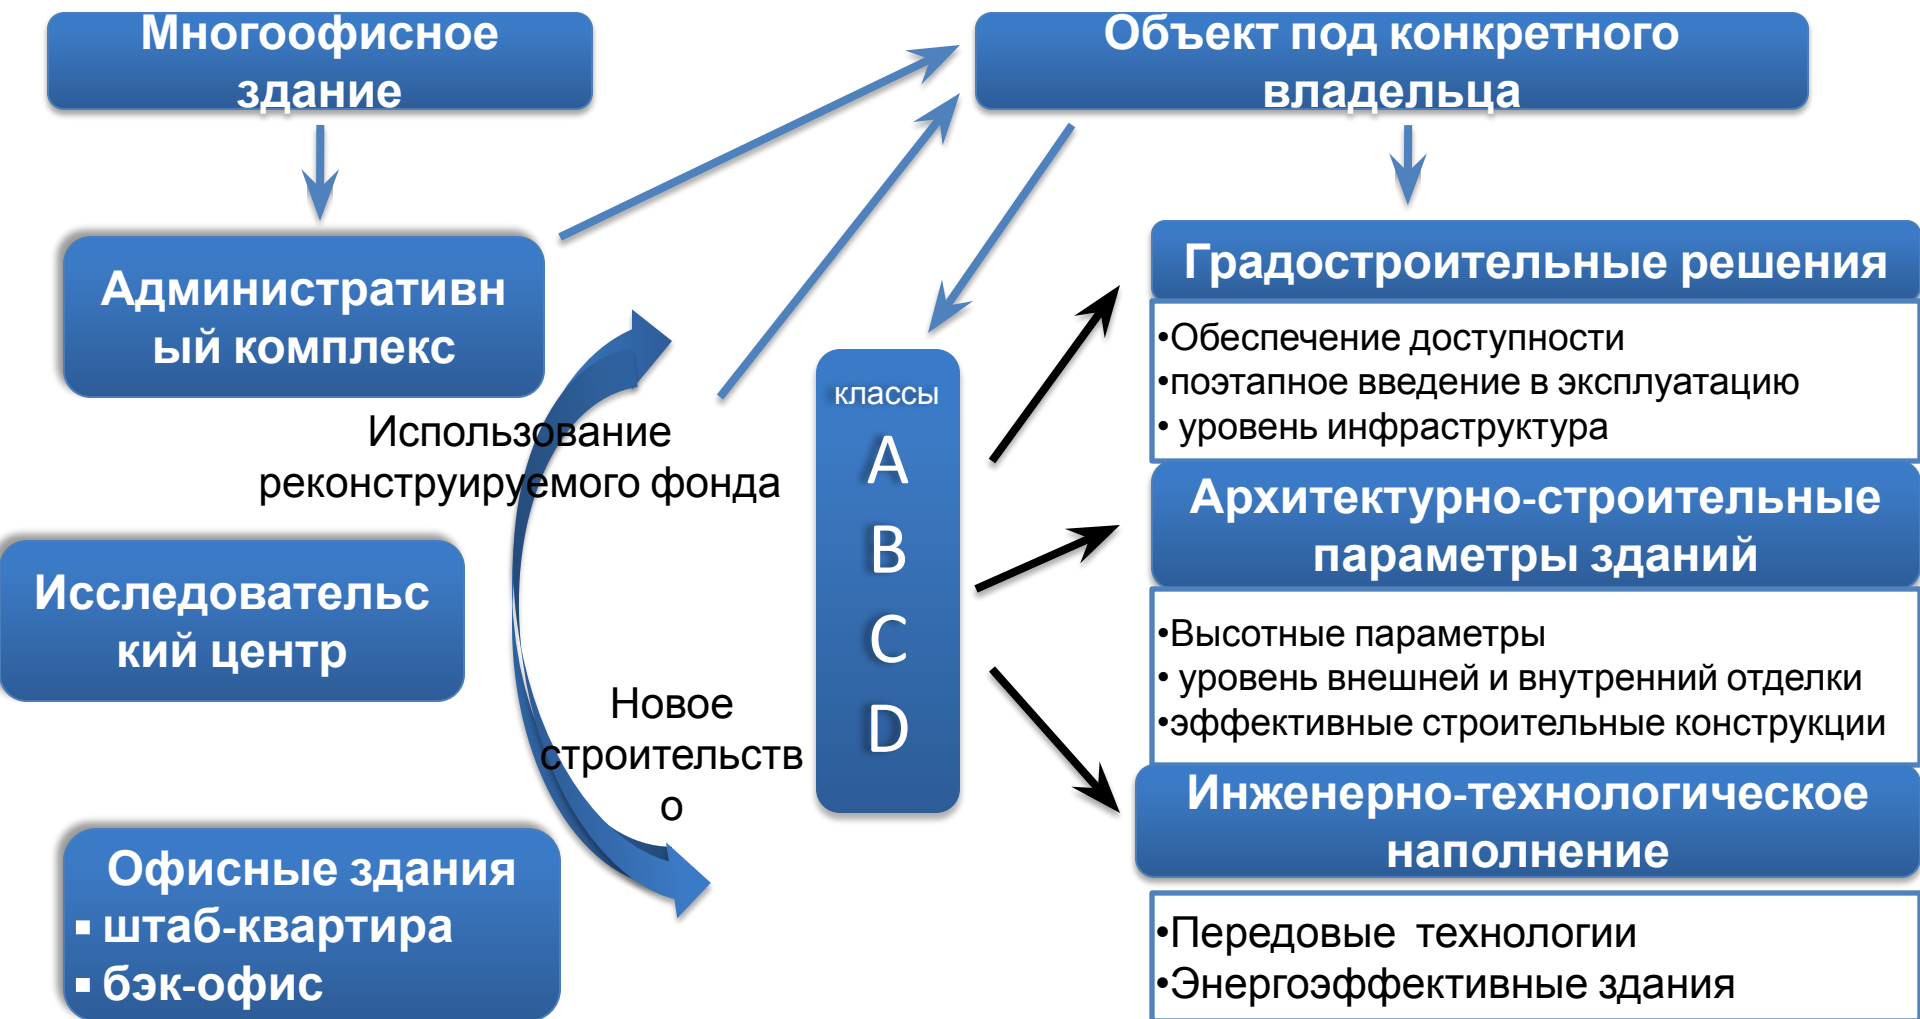 Многоофисное
здание
Объект под конкретного
владельца
Административн
ый комплекс
Использование
реконструируемого фонда
Исследовательс
кий центр
Новое
строительств
о
Офисные здания
▪ штаб-квартира
▪ бэк-офис
классы
A
B
C
D
Градостроительные решения
•Обеспечение доступности
•поэтапное введение в эксплуатацию
• уровень инфраструктура
Архитектурно-строительные
параметры зданий
•Высотные параметры
• уровень внешней и внутренний отделки
•эффективные строительные конструкции
Инженерно-технологическое
наполнение
•Передовые технологии
•Энергоэффективные здания